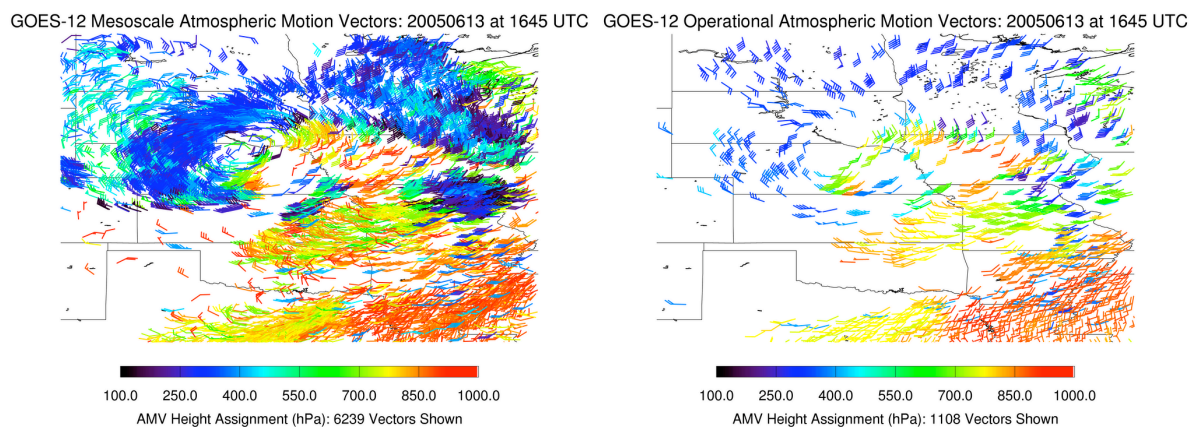 GOES-12 Mesoscale Atmospheric Motion Vectors: 20050613 at 1645 UTC
100.0 250.0 400.0 550.0 700.0 850.0 1000.0
AMV Height Assignment (hPa): 6239 Vectors Shown
GOES-12 Operational Atmospheric Motion Vectors: 20050613 at 1645 UTC
100.0 250.0 400.0 550.0 700.0 850.0 1000.0
AMV Height Assignment (hPa): 1108 Vectors Shown